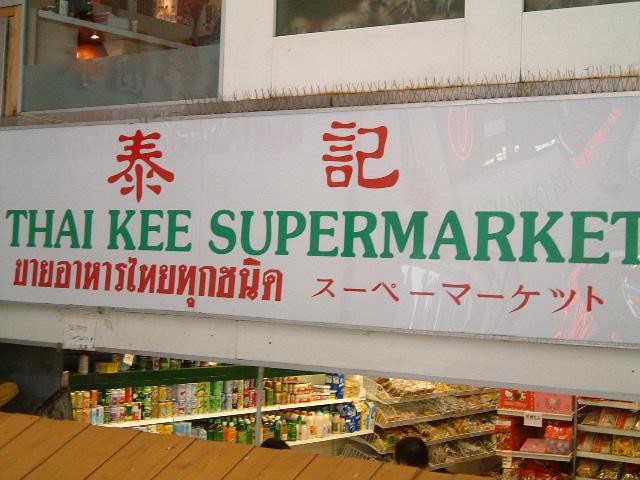 泰 記
THAI KEE SUPERMARKET
ขายอาหารไทยทุกชนิด スーペーマーケット